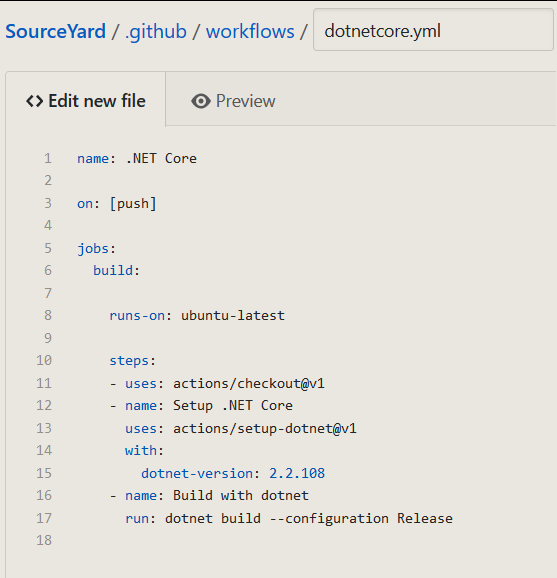 SourceYard / .github / workflows / dotnetcore.yml
<> Edit new file Preview
1 name: .NET Core
2
3 on: [push]
4
5 jobs:
6   build:
7
8     runs-on: ubuntu-latest
9
10     steps:
11     - uses: actions/checkout@v1
12     - name: Setup .NET Core
13       uses: actions/setup-dotnet@v1
14       with:
15         dotnet-version: 2.2.108
16     - name: Build with dotnet
17       run: dotnet build --configuration Release
18